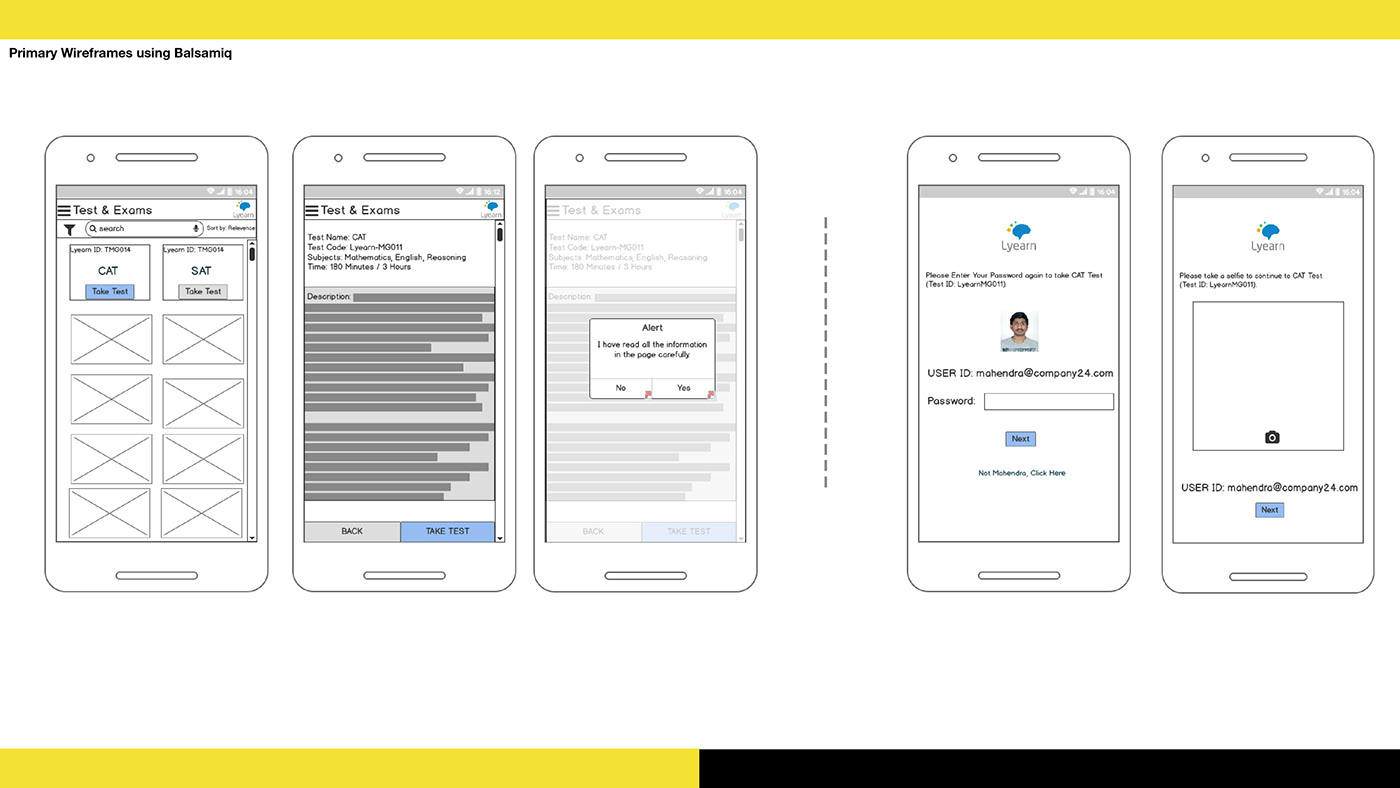 Primary Wireframes using Balsamiq
16:04
Test & Exams
Lyearn
search
Sort by: Relevense
Lyearn ID: TMG014
CAT
Take Test
Lyearn ID: TMG014
SAT
Take Test
16:12
Test & Exams
Lyearn
Test Name: CAT
Test Code: Lyearn-MG011
Subjects: Mathematics, English, Reasoning
Time: 180 Minutes / 3 Hours
Description:
BACK
TAKE TEST
16:04
Test & Exams
Lyearn
Test Name: CAT
Test Code: Lyearn-MG011
Subjects: Mathematics, English, Reasoning
Time: 180 Minutes / 3 Hours
Description:
Alert
I have read all the information
in the page carefully.
No
Yes
BACK
TAKE TEST
16:04
Lyearn
Please Enter Your Password again to take CAT Test
(Test ID: LyearnMG011).
USER ID: mahendra@company24.com
Password:
Next
Not Mahendra, Click Here
16:04
Lyearn
Please take a selfie to continue to CAT Test
(Test ID: LyearnMG011).
USER ID: mahendra@company24.com
Next